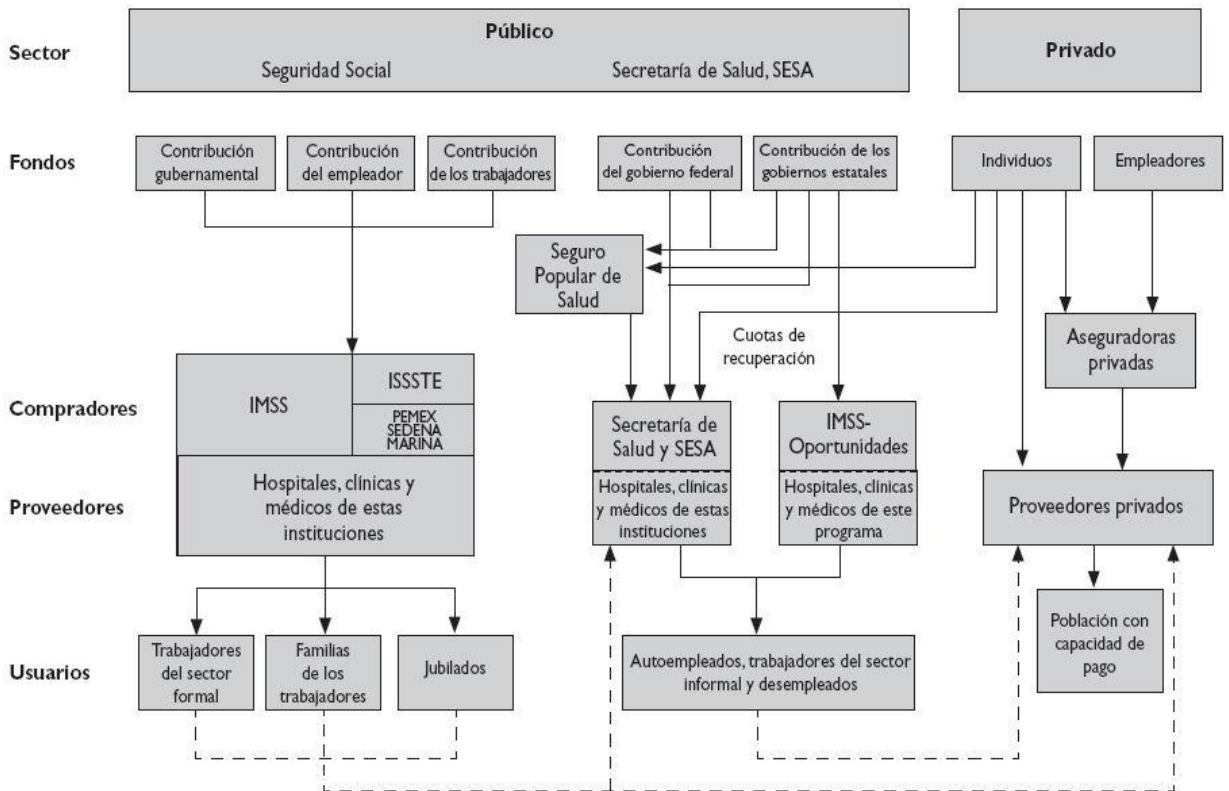 Sector
Público
Seguridad Social
Secretaría de Salud, SESA
Privado
Fondos
Contribución
gubernamental
Contribución
del empleador
Contribución
de los trabajadores
Contribución
del gobierno federal
Contribución de los
gobiernos estatales
Individuos
Empleadores
Seguro
Popular de
Salud
Cuotas de
recuperación
Aseguradoras
privadas
Compradores
IMSS
ISSSTE
PEMEX
SEDENA
MARINA
Secretaría de
Salud y SESA
IMSS-
Oportunidades
Proveedores
Hospitales, clínicas y
médicos de estas
instituciones
Hospitales, clínicas
y médicos de estas
instituciones
Hospitales, clínicas
y médicos de este
programa
Proveedores privados
Usuarios
Trabajadores
del sector
formal
Familias
de los
trabajadores
Jubilados
Autoempleados, trabajadores del sector
informal y desempleados
Población con
capacidad de
pago